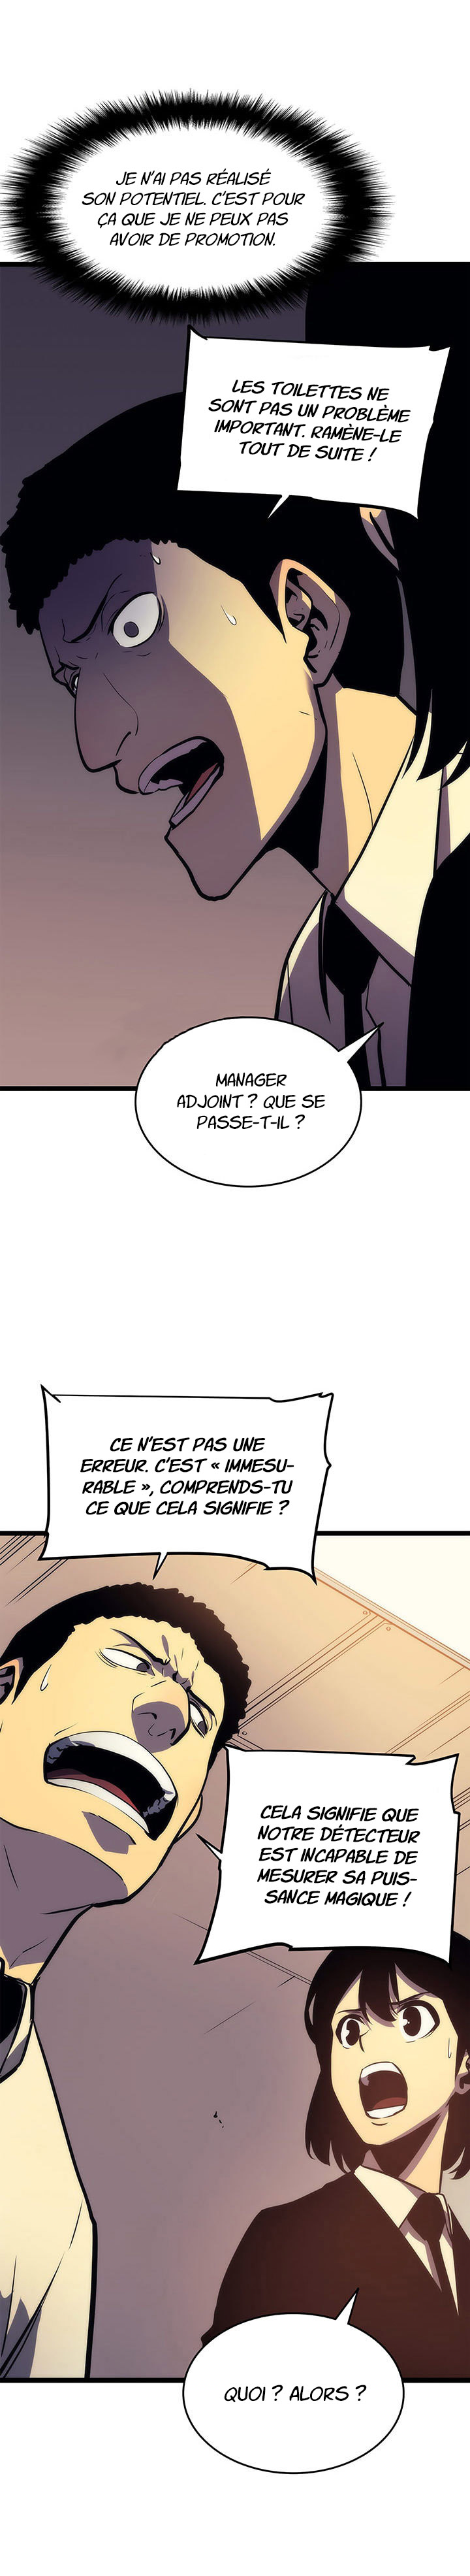 JE N'AI PAS RÉALISÉ
SON POTENTIEL. C'EST POUR
ÇA QUE JE NE PEUX PAS
AVOIR DE PROMOTION.
LES TOILETTES NE
SONT PAS UN PROBLÈME
IMPORTANT. RAMÈNE-LE
TOUT DE SUITE !
MANAGER
ADJOINT ? QUE SE
PASSE-T-IL ?
CE N'EST PAS UNE
ERREUR. C'EST « IMMESU-
RABLE », COMPRENDS-TU
CE QUE CELA SIGNIFIE ?
CELA SIGNIFIE QUE
NOTRE DÉTECTEUR
EST INCAPABLE DE
MESURER SA PUIS-
SANCE MAGIQUE !
QUOI ? ALORS ?